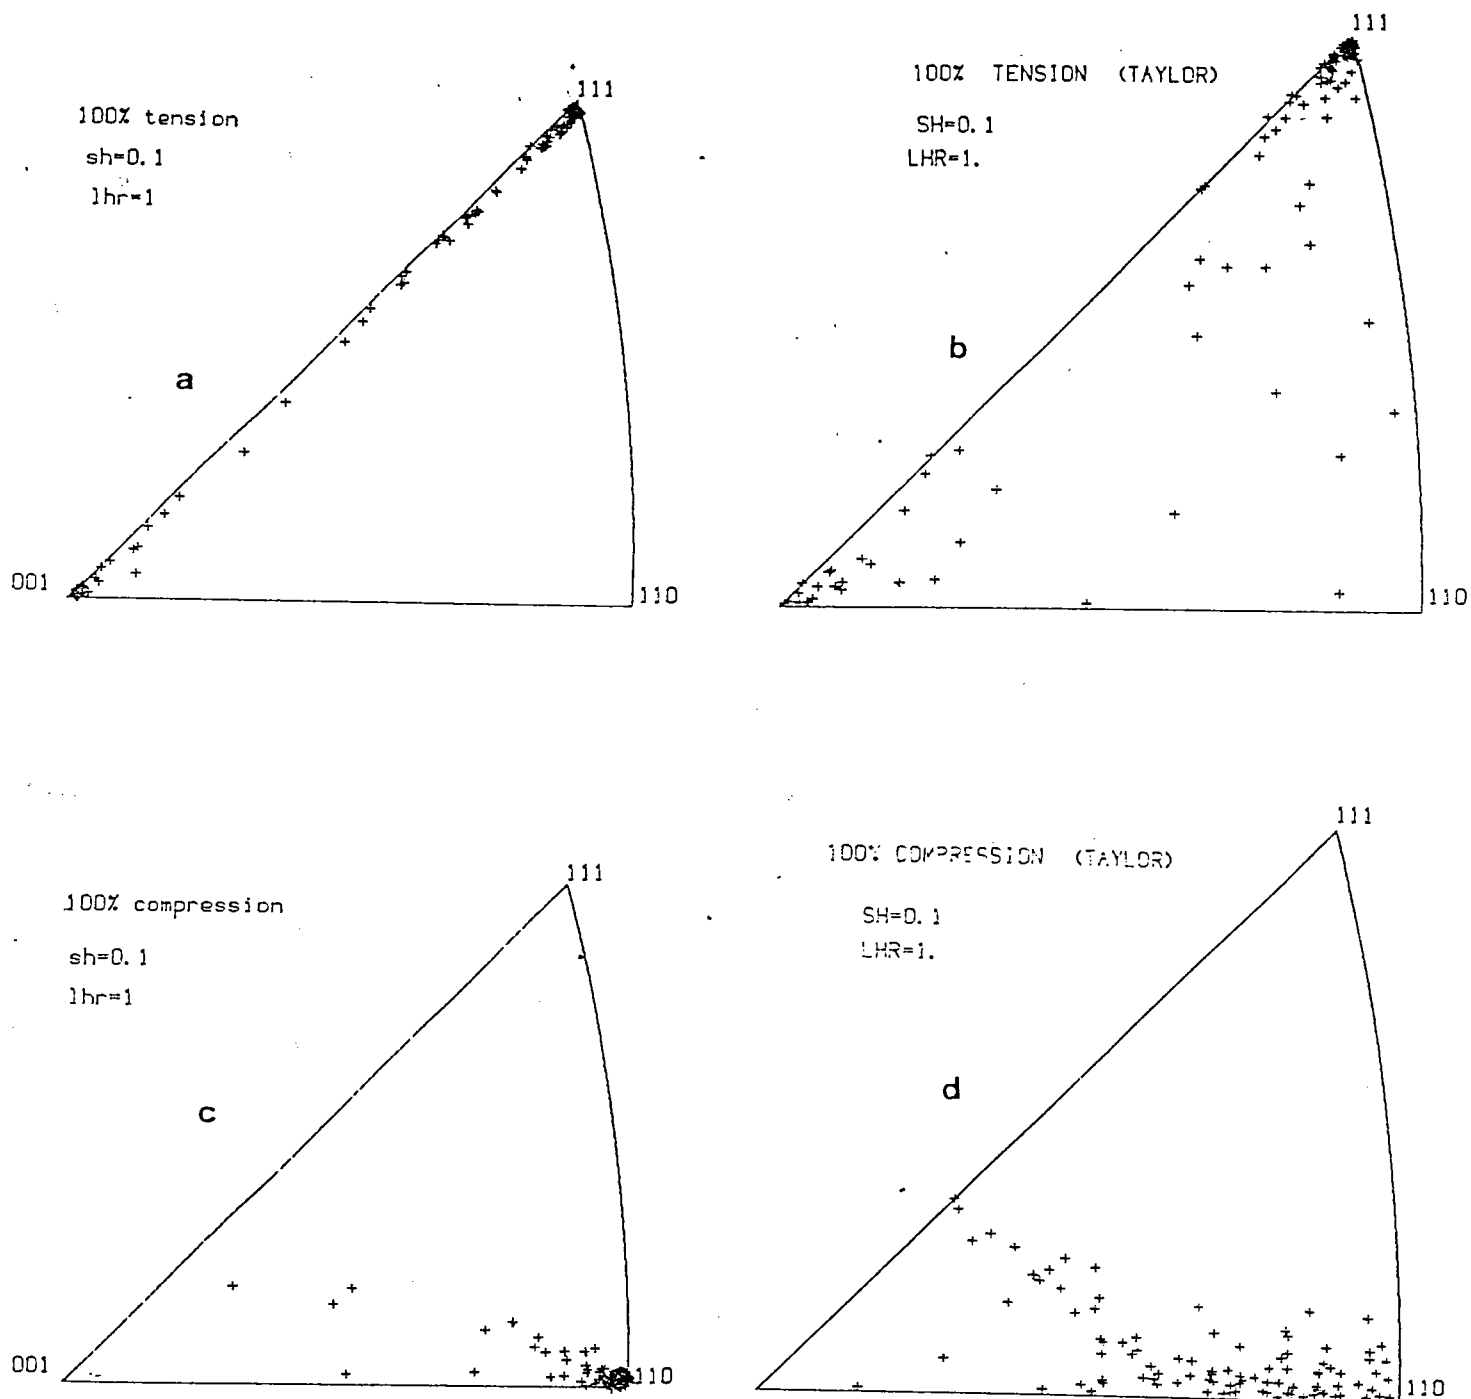 111
100% tension
sh=0.1
lhr=1
a
001
110
111
100% TENSION (TAYLOR)
SH=0.1
LHR=1.
b
110
111
100% compression
sh=0.1
lhr=1
c
001
110
111
100% COMPRESSION (TAYLOR)
SH=0.1
LHR=1.
d
110